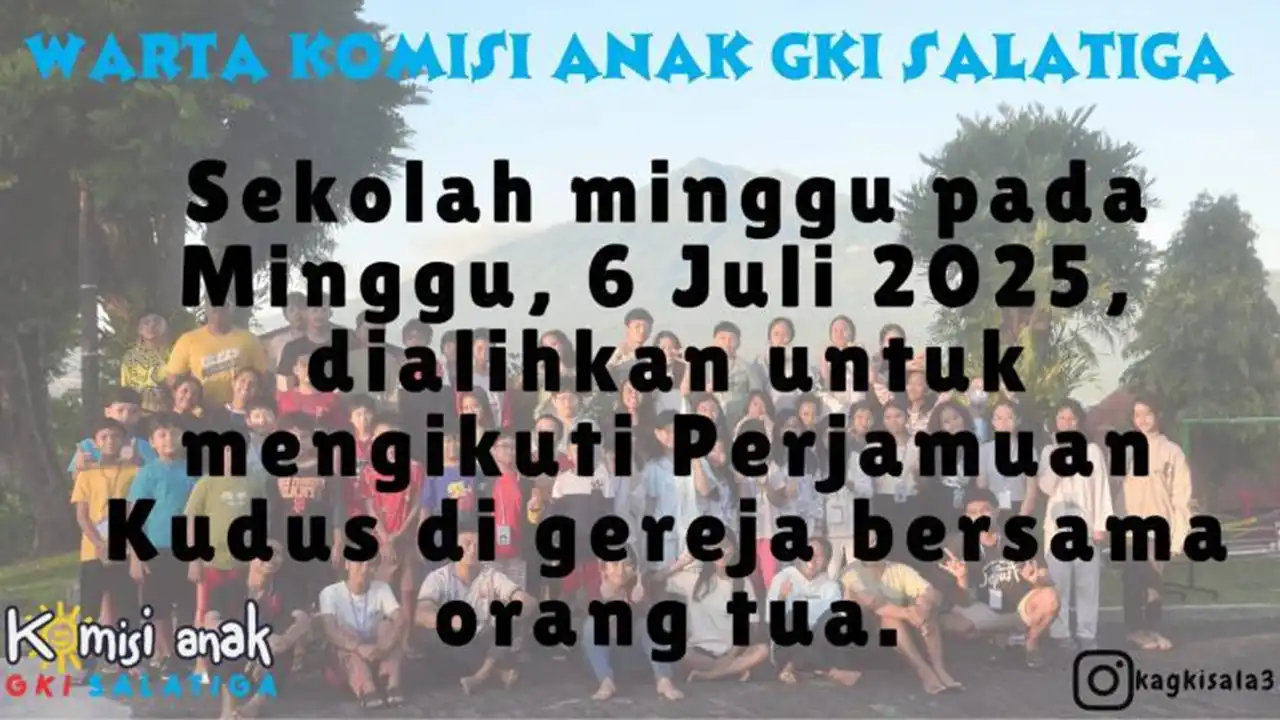 WARTA KOMISI ANAK GKI SALATIGA
Sekolah minggu pada
Minggu, 6 Juli 2025,
dialihkan untuk
mengikuti Perjamuan
Kudus di gereja bersama
orang tua.
Komisi anak
GKI SALATIGA
kagkisala3